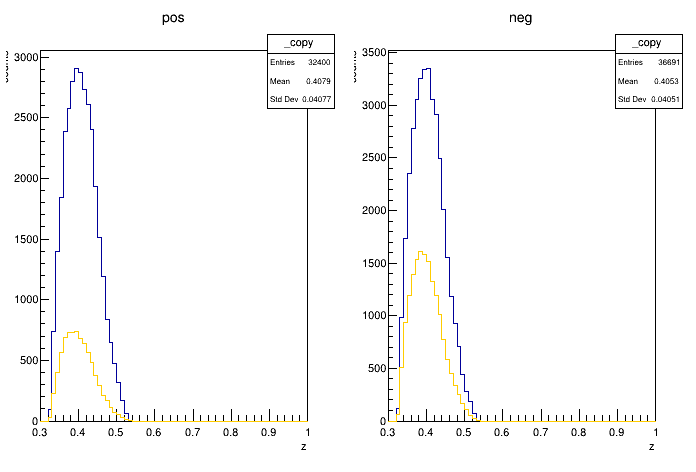 pos
_copy
Entries 32400
Mean 0.4079
Std Dev 0.04077
3000
2500
2000
1500
1000
500
0
0.3 0.4 0.5 0.6 0.7 0.8 0.9 1
z
neg
_copy
Entries 36691
Mean 0.4053
Std Dev 0.04051
3500
3000
2500
2000
1500
1000
500
0
0.3 0.4 0.5 0.6 0.7 0.8 0.9 1
z